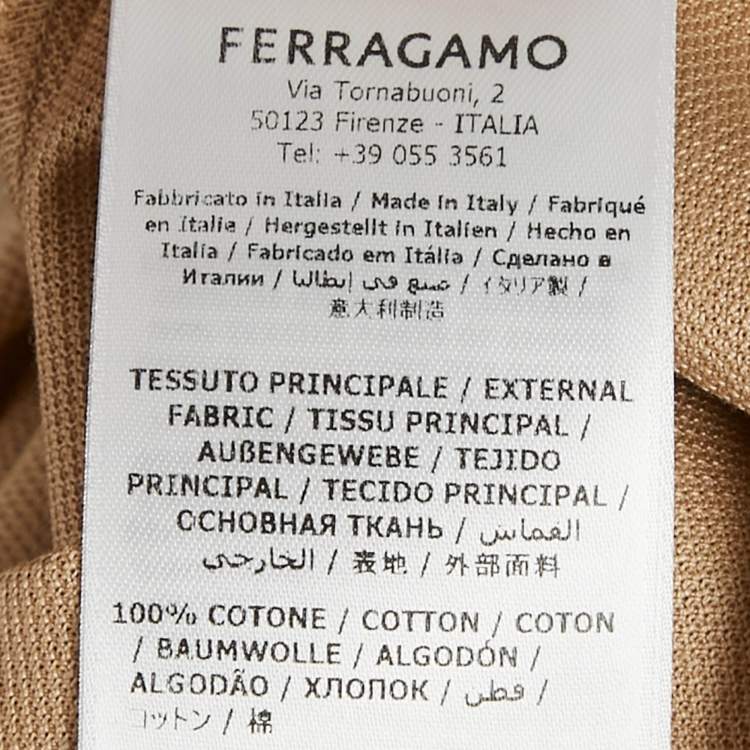 FERRAGAMO
Via Tornabuoni, 2
50123 Firenze - ITALIA
Tel: +39 055 3561
Fabbricato in Italia / Made in Italy / Fabriqué
en Italie / Hergestellt in Italien / Hecho en
Italia / Fabricado em Itália / Сделано в
Италии / صنع في إيطاليا / イタリア製 /
意大利制造
TESSUTO PRINCIPALE / EXTERNAL
FABRIC / TISSU PRINCIPAL /
AUßENGEWEBE / TEJIDO
PRINCIPAL / TECIDO PRINCIPAL /
ОСНОВНАЯ ТКАНЬ / القماش
الخارجي / 表地 / 外部面料
100% COTONE / COTTON / COTON
/ BAUMWOLLE / ALGODÓN /
ALGODÃO / ХЛОПОК / قطن /
コットン / 棉